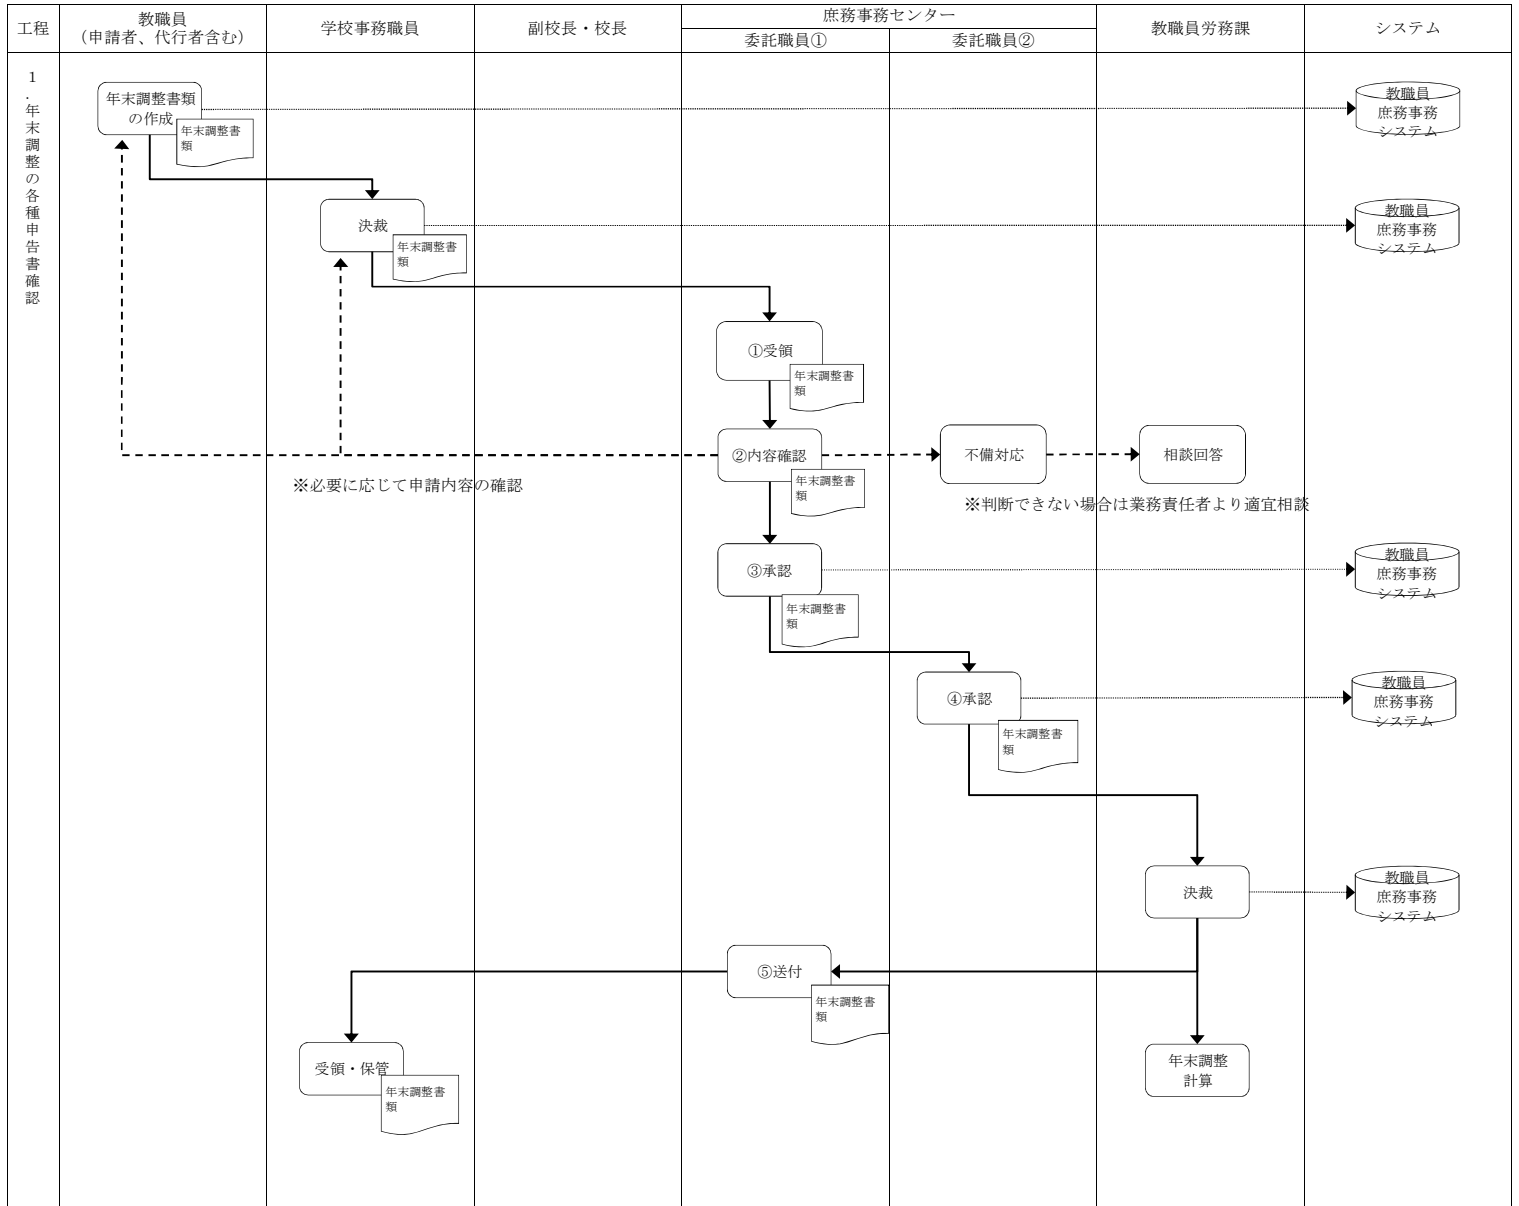 工程
教職員
（申請者、代行者含む）
学校事務職員
副校長・校長
庶務事務センター
委託職員①
委託職員②
教職員労務課
システム
1．年末調整の各種申告書確認
年末調整書類
の作成
年末調整書
類
教職員
庶務事務
システム
決裁
年末調整書
類
教職員
庶務事務
システム
①受領
年末調整書
類
②内容確認
年末調整書
類
不備対応
相談回答
※必要に応じて申請内容の確認
※判断できない場合は業務責任者より適宜相談
③承認
年末調整書
類
教職員
庶務事務
システム
④承認
年末調整書
類
教職員
庶務事務
システム
決裁
教職員
庶務事務
システム
⑤送付
年末調整書
類
受領・保管
年末調整書
類
年末調整
計算